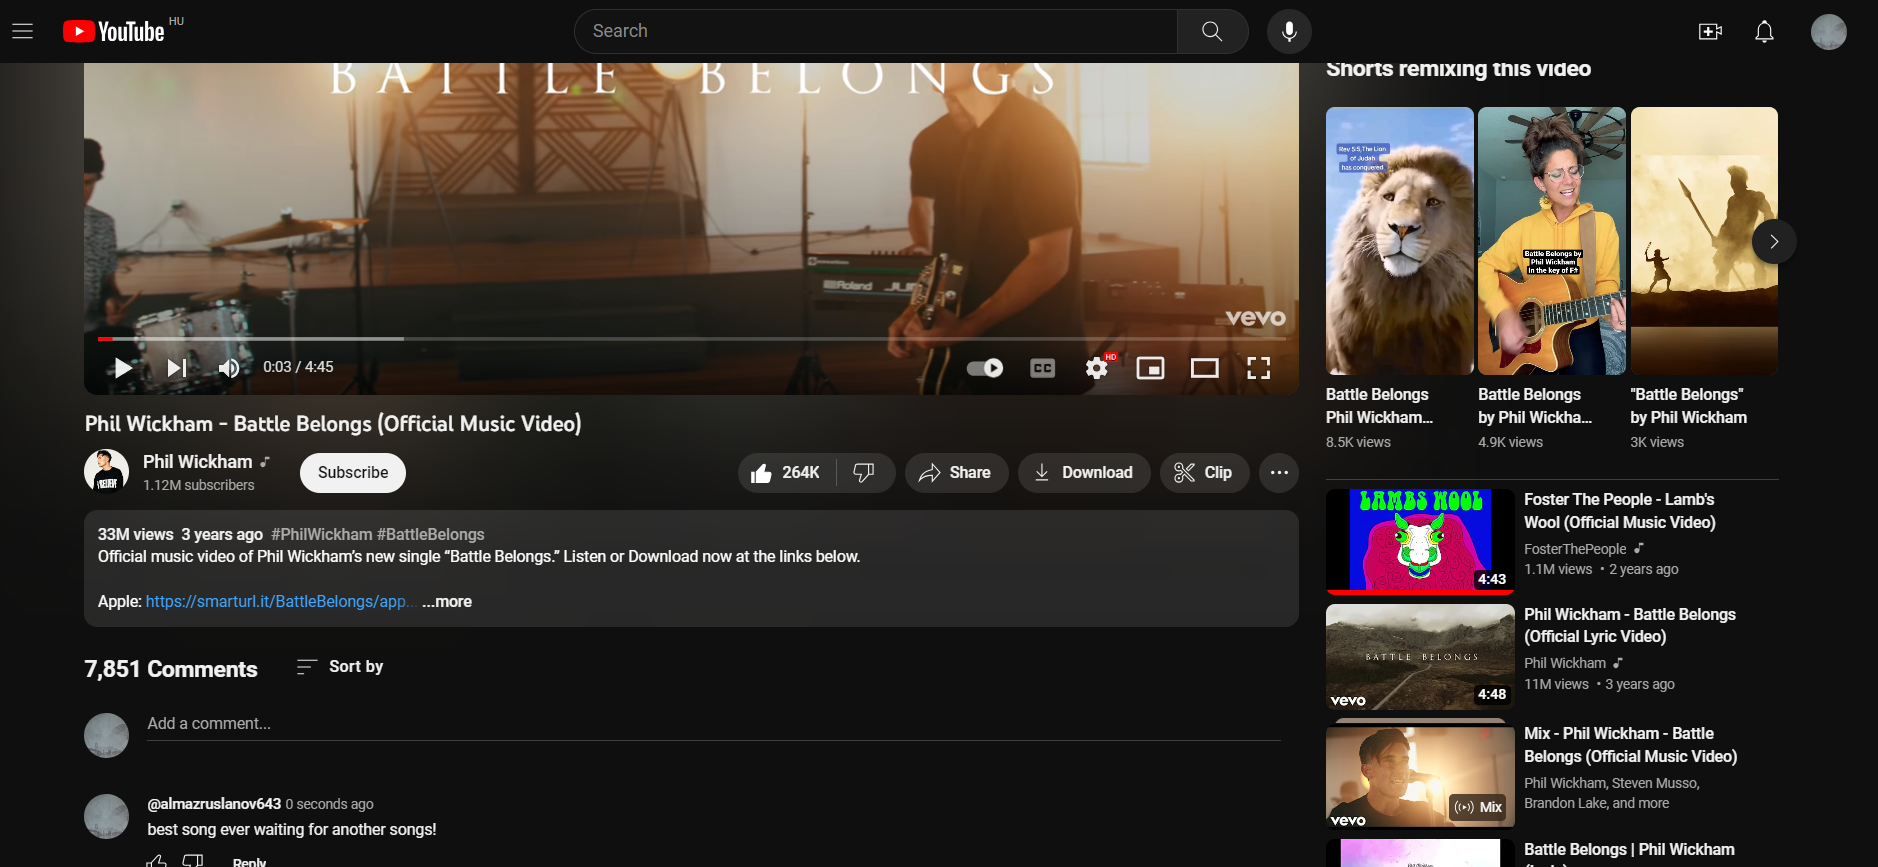 YouTube HU
Search
BATTLE BELONGS
Roland
vevo
0:03 / 4:45
CC
HD
Phil Wickham - Battle Belongs (Official Music Video)
Phil Wickham
1.12M subscribers
Subscribe
264K
Share
Download
Clip
33M views 3 years ago #PhilWickham #BattleBelongs
Official music video of Phil Wickham’s new single “Battle Belongs.” Listen or Download now at the links below.
Apple: https://smarturl.it/BattleBelongs/app... ...more
7,851 Comments
Sort by
Add a comment...
@almazruslanov643 0 seconds ago
best song ever waiting for another songs!
Reply
Shorts remixing this video
Rev 5:5,The Lion
of Judah
has conquered
Battle Belongs by
Phil Wickham
in the key of F#
Battle Belongs
Phil Wickham...
8.5K views
Battle Belongs
by Phil Wickha...
4.9K views
"Battle Belongs"
by Phil Wickham
3K views
LAMBS WOOL
4:43
Foster The People - Lamb's
Wool (Official Music Video)
FosterThePeople
1.1M views • 2 years ago
BATTLE BELONGS
vevo
4:48
Phil Wickham - Battle Belongs
(Official Lyric Video)
Phil Wickham
11M views • 3 years ago
vevo
Mix
Mix - Phil Wickham - Battle
Belongs (Official Music Video)
Phil Wickham, Steven Musso,
Brandon Lake, and more
Battle Belongs | Phil Wickham